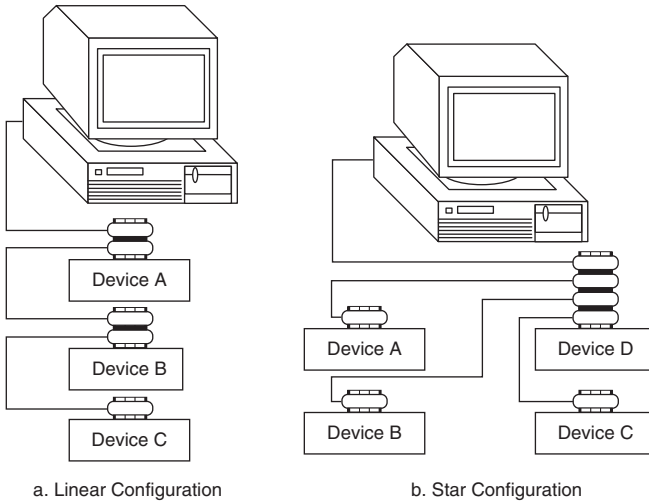 Device A
Device B
Device C
a. Linear Configuration
Device A
Device D
Device B
Device C
b. Star Configuration